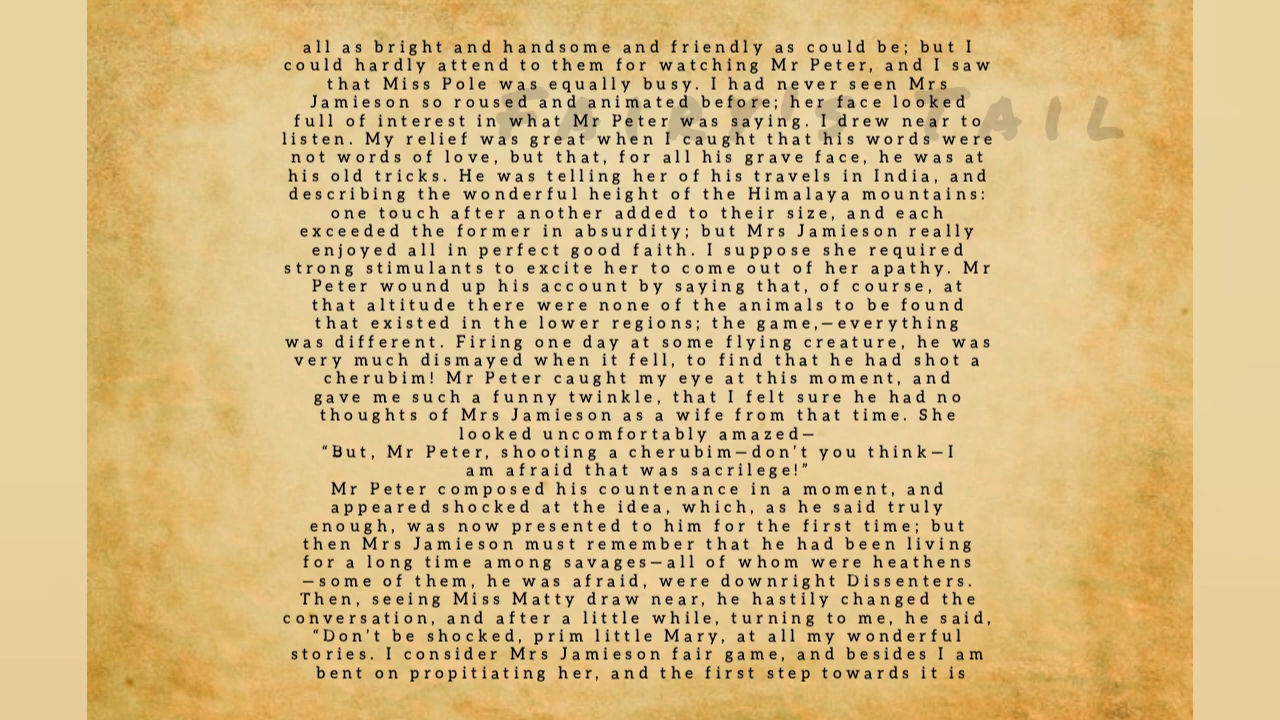 all as bright and handsome and friendly as could be; but I
could hardly attend to them for watching Mr Peter, and I saw
that Miss Pole was equally busy. I had never seen Mrs
Jamieson so roused and animated before; her face looked
full of interest in what Mr Peter was saying. I drew near to
listen. My relief was great when I caught that his words were
not words of love, but that, for all his grave face, he was at
his old tricks. He was telling her of his travels in India, and
describing the wonderful height of the Himalaya mountains:
one touch after another added to their size, and each
exceeded the former in absurdity; but Mrs Jamieson really
enjoyed all in perfect good faith. I suppose she required
strong stimulants to excite her to come out of her apathy. Mr
Peter wound up his account by saying that, of course, at
that altitude there were none of the animals to be found
that existed in the lower regions; the game,—everything
was different. Firing one day at some flying creature, he was
very much dismayed when it fell, to find that he had shot a
cherubim! Mr Peter caught my eye at this moment, and
gave me such a funny twinkle, that I felt sure he had no
thoughts of Mrs Jamieson as a wife from that time. She
looked uncomfortably amazed—
“But, Mr Peter, shooting a cherubim—don’t you think—I
am afraid that was sacrilege!”
Mr Peter composed his countenance in a moment, and
appeared shocked at the idea, which, as he said truly
enough, was now presented to him for the first time; but
then Mrs Jamieson must remember that he had been living
for a long time among savages—all of whom were heathens
—some of them, he was afraid, were downright Dissenters.
Then, seeing Miss Matty draw near, he hastily changed the
conversation, and after a little while, turning to me, he said,
“Don’t be shocked, prim little Mary, at all my wonderful
stories. I consider Mrs Jamieson fair game, and besides I am
bent on propitiating her, and the first step towards it is
TAIL